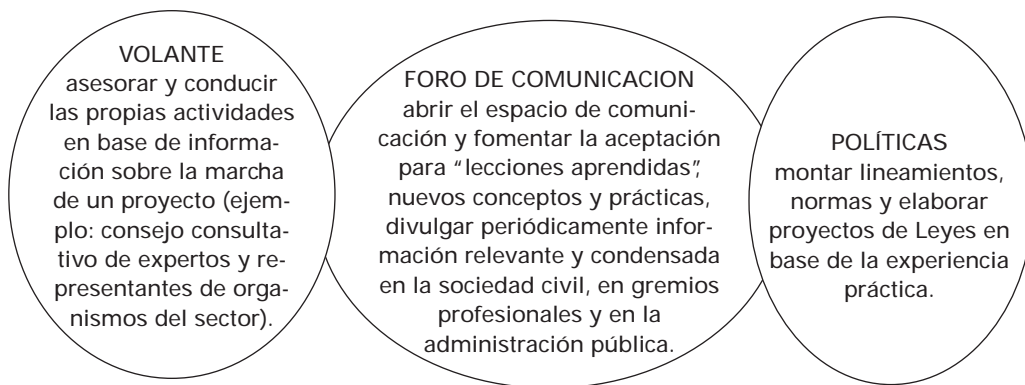 VOLANTE
asesorar y conducir
las propias actividades
en base de informa-
ción sobre la marcha
de un proyecto (ejem-
plo: consejo consulta-
tivo de expertos y re-
presentantes de orga-
nismos del sector).
FORO DE COMUNICACION
abrir el espacio de comuni-
cación y fomentar la aceptación
para “lecciones aprendidas”,
nuevos conceptos y prácticas,
divulgar periódicamente infor-
mación relevante y condensada
en la sociedad civil, en gremios
profesionales y en la
administración pública.
POLÍTICAS
montar lineamientos,
normas y elaborar
proyectos de Leyes en
base de la experiencia
práctica.